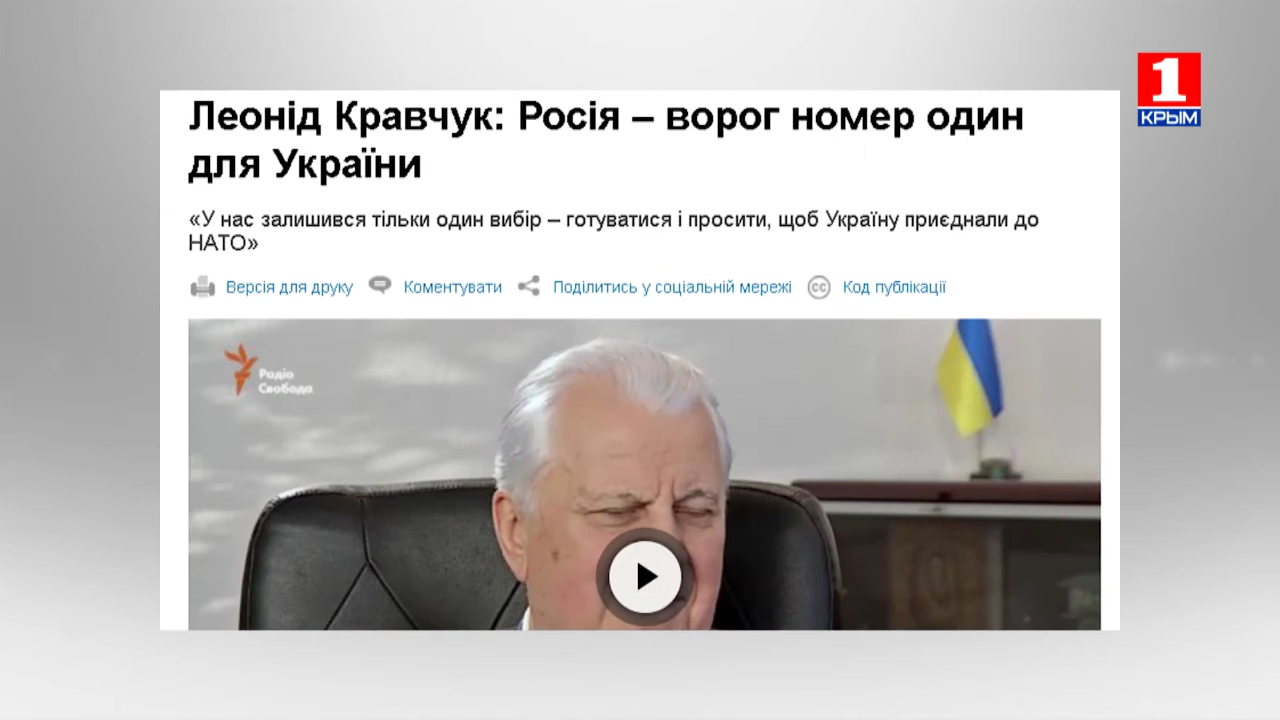 1
КРЫМ
Леонід Кравчук: Росія – ворог номер один
для України
«У нас залишився тільки один вибір – готуватися і просити, щоб Україну приєднали до
НАТО»
Версія для друку Коментувати Поділитись у соціальній мережі cc Код публікації
Радіо
Свобода